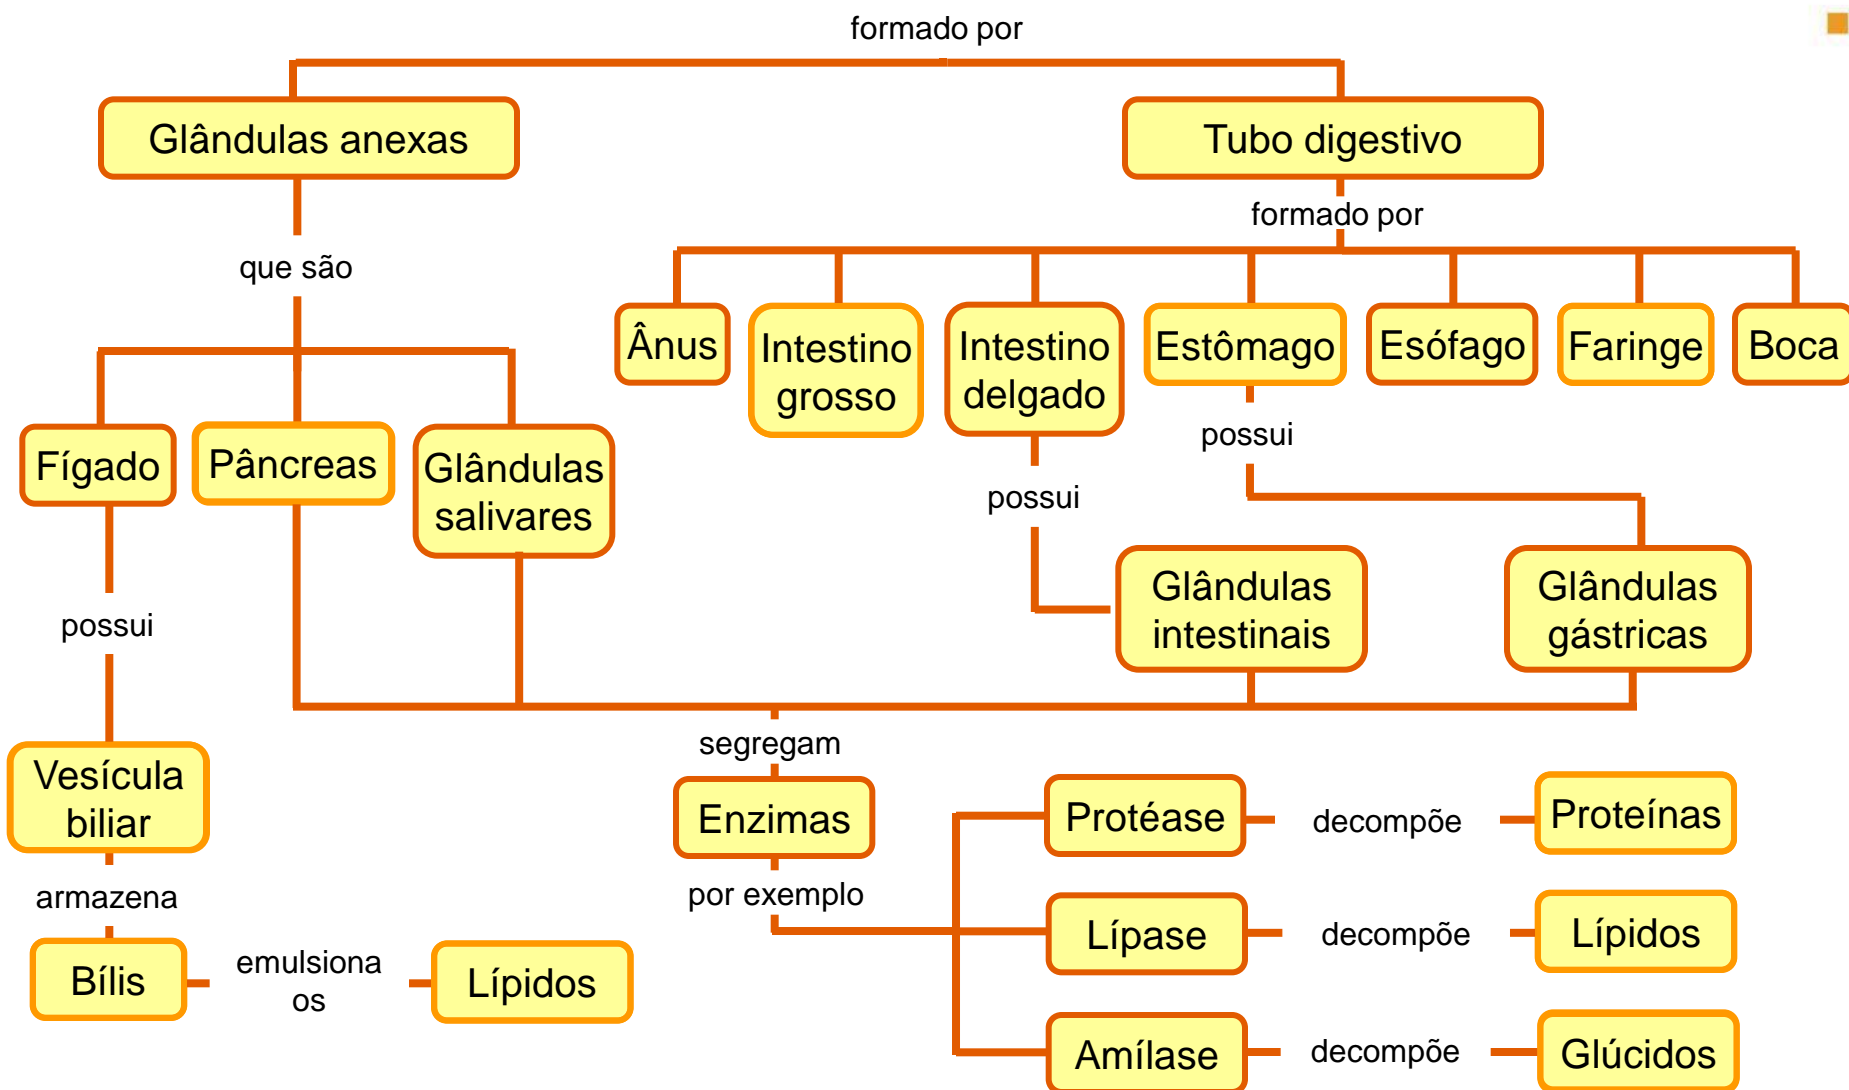 formado por
Glândulas anexas
Tubo digestivo
formado por
que são
Ânus
Intestino
grosso
Intestino
delgado
Estômago
Esófago
Faringe
Boca
Fígado
Pâncreas
Glândulas
salivares
possui
possui
possui
Glândulas
intestinais
Glândulas
gástricas
segregam
Vesícula
biliar
Enzimas
Protéase
decompõe
Proteínas
armazena
por exemplo
Lípase
decompõe
Lípidos
Bílis
emulsiona
os
Lípidos
Amílase
decompõe
Glúcidos